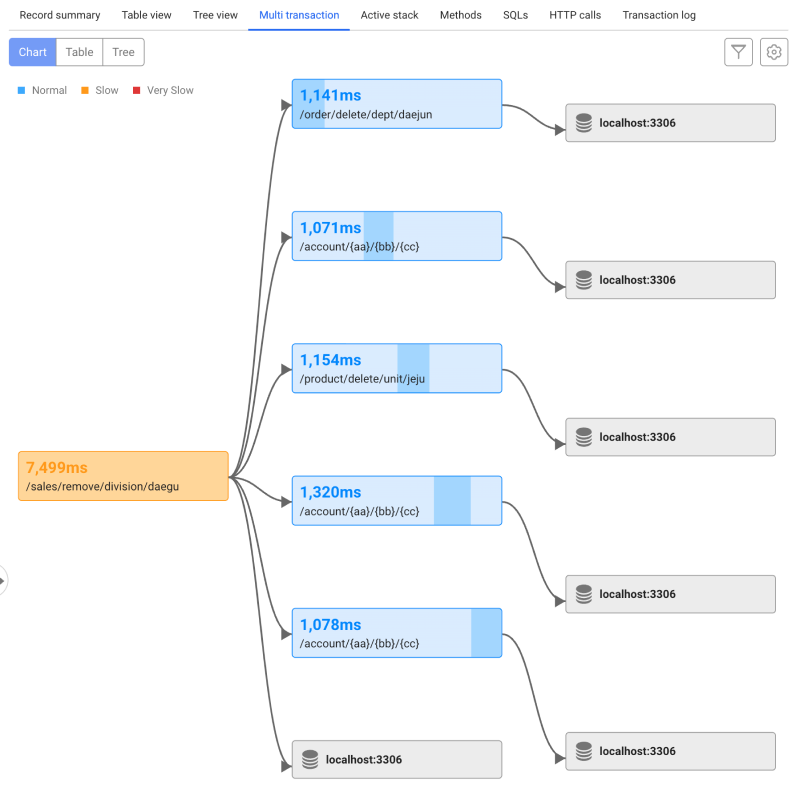 Record summary Table view Tree view Multi transaction Active stack Methods SQLs HTTP calls Transaction log
Chart Table Tree
Normal Slow Very Slow
1,141ms
/order/delete/dept/daejun
localhost:3306
1,071ms
/account/{aa}/{bb}/{cc}
localhost:3306
1,154ms
/product/delete/unit/jeju
localhost:3306
7,499ms
/sales/remove/division/daegu
1,320ms
/account/{aa}/{bb}/{cc}
localhost:3306
1,078ms
/account/{aa}/{bb}/{cc}
localhost:3306
localhost:3306